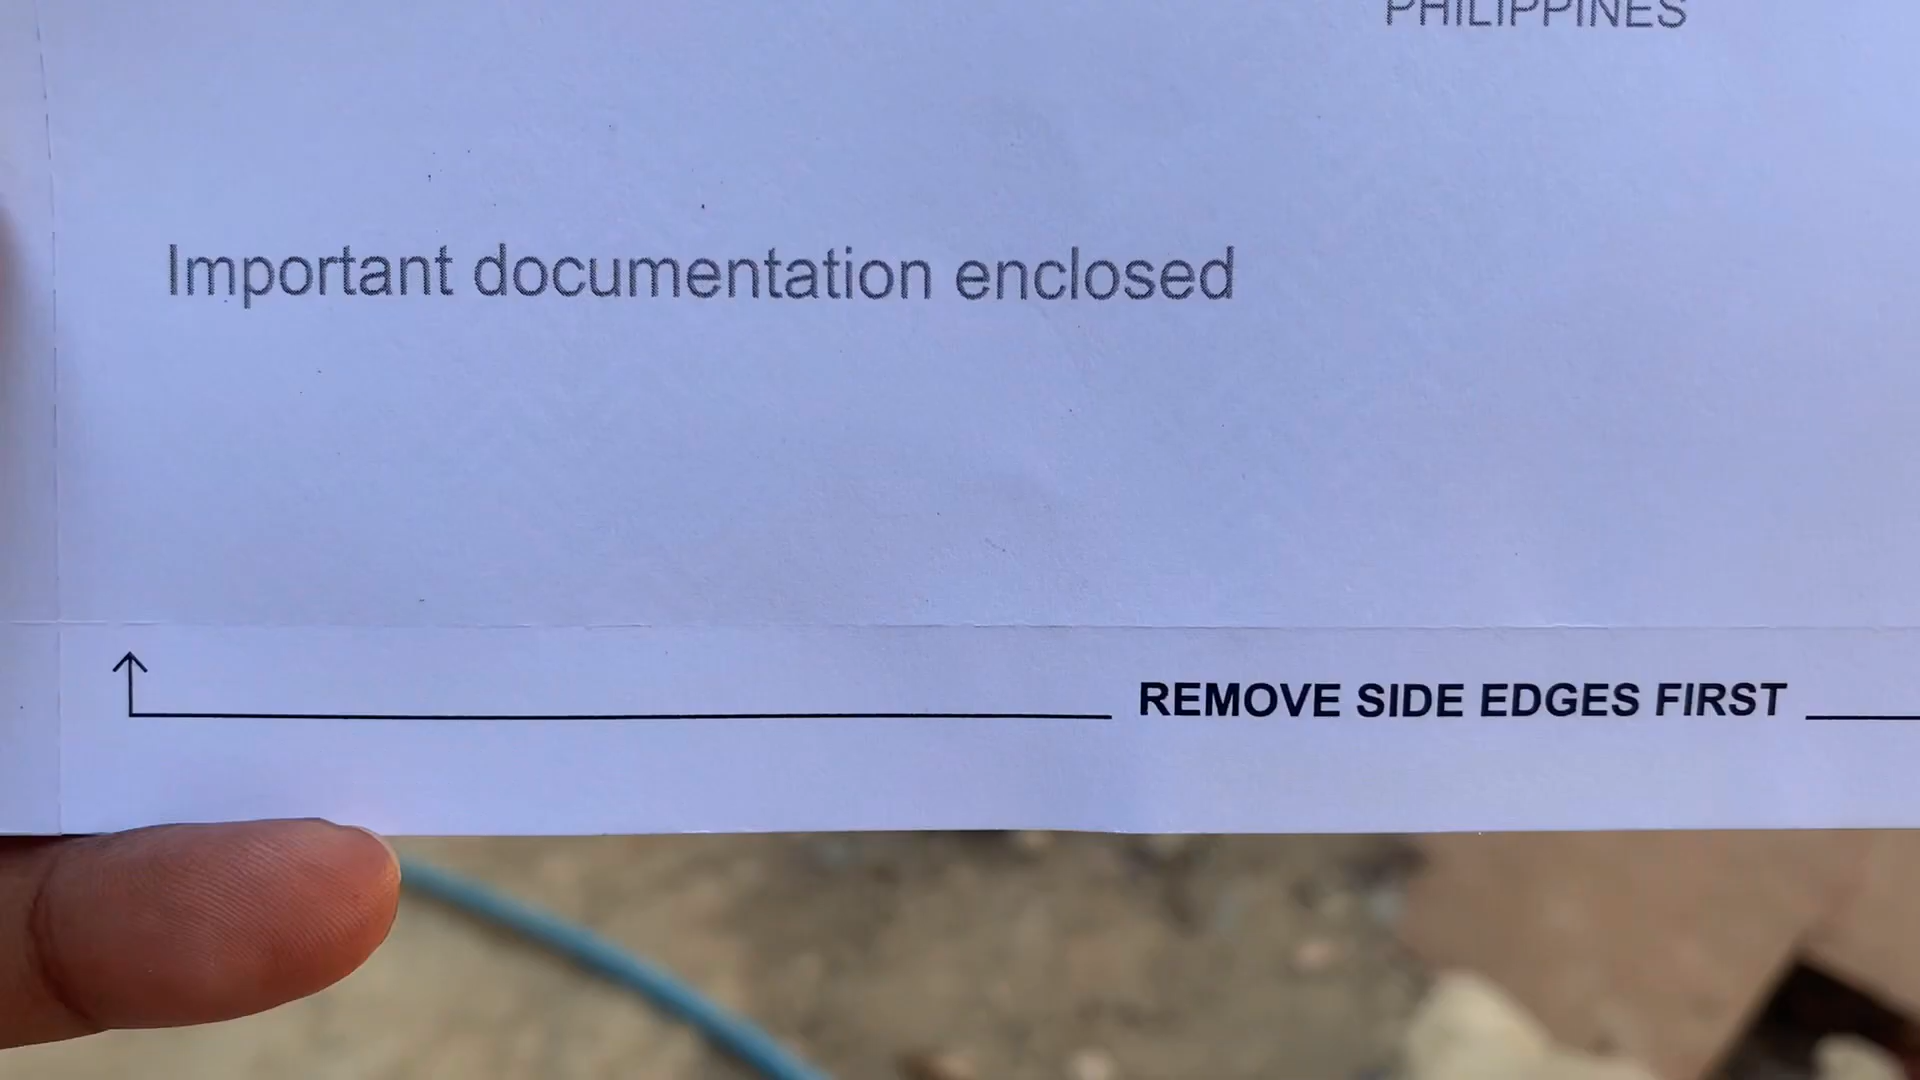 PHILIPPINES
Important documentation enclosed
REMOVE SIDE EDGES FIRST